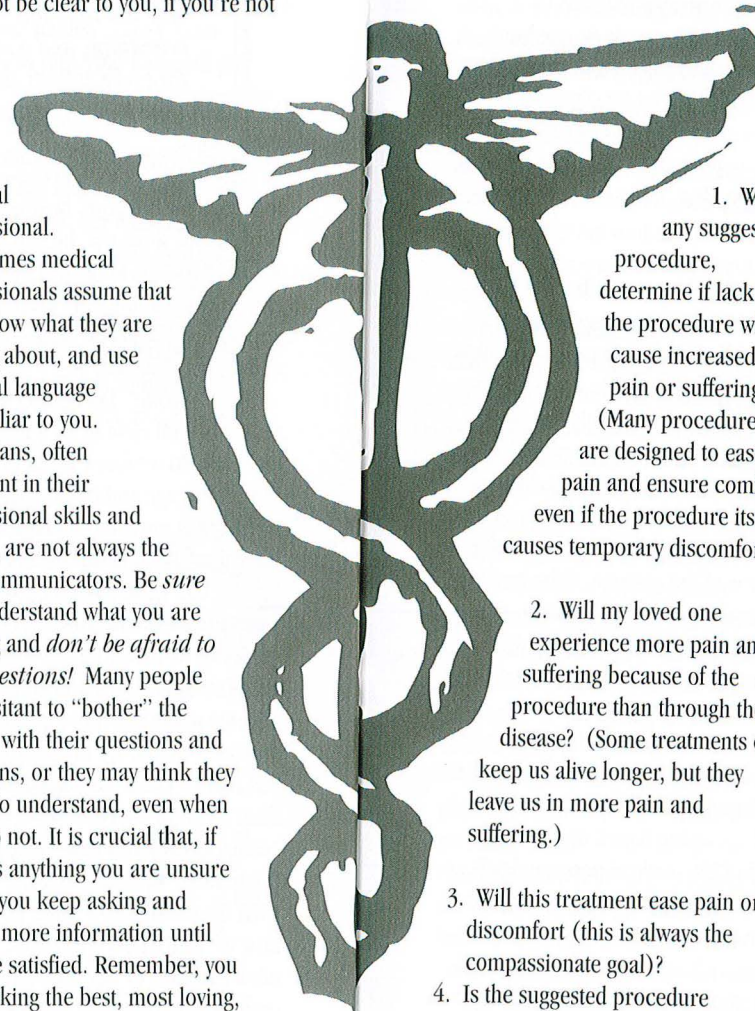 ot be clear to you, if you're not
al
sional.
mes medical
sionals assume that
ow what they are
about, and use
al language
liar to you.
ans, often
nt in their
sional skills and
are not always the
mmunicators. Be sure
derstand what you are
and don't be afraid to
estions! Many people
sitant to "bother" the
with their questions and
ns, or they may think they
o understand, even when
not. It is crucial that, if
s anything you are unsure
you keep asking and
more information until
e satisfied. Remember, you
king the best, most loving,
1. W
any sugges
procedure,
determine if lack
the procedure w
cause increased
pain or suffering
(Many procedure
are designed to eas
pain and ensure com
even if the procedure its
causes temporary discomfo
2. Will my loved one
experience more pain an
suffering because of the
procedure than through th
disease? (Some treatments
keep us alive longer, but they
leave us in more pain and
suffering.)
3. Will this treatment ease pain or
discomfort (this is always the
compassionate goal)?
4. Is the suggested procedure